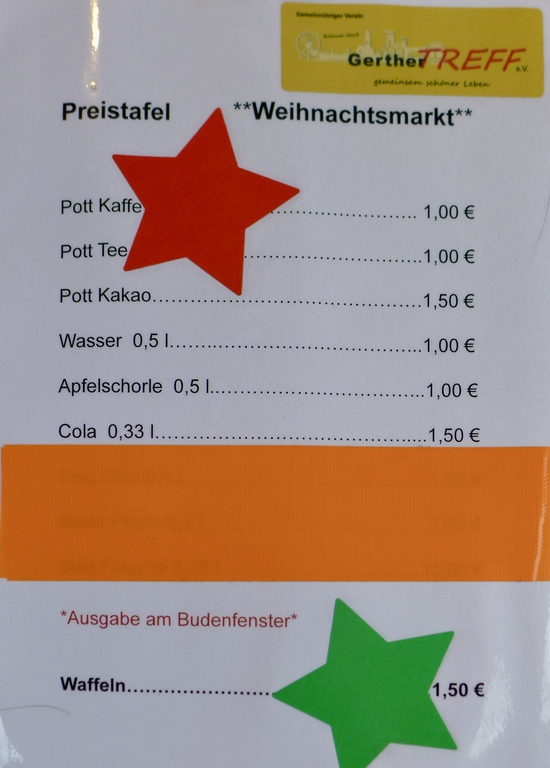 Gemeinnütziger Verein
GertherTREFF e.V.
gemeinsam schöner Leben
Preistafel **Weihnachtsmarkt**
Pott Kaffe ................................ 1,00 €
Pott Tee ....................................1,00 €
Pott Kakao......................................................1,50 €
Wasser 0,5 l...................................................1,00 €
Apfelschorle 0,5 l...........................................1,00 €
Cola 0,33 l......................................................1,50 €
*Ausgabe am Budenfenster*
Waffeln..............................1,50 €